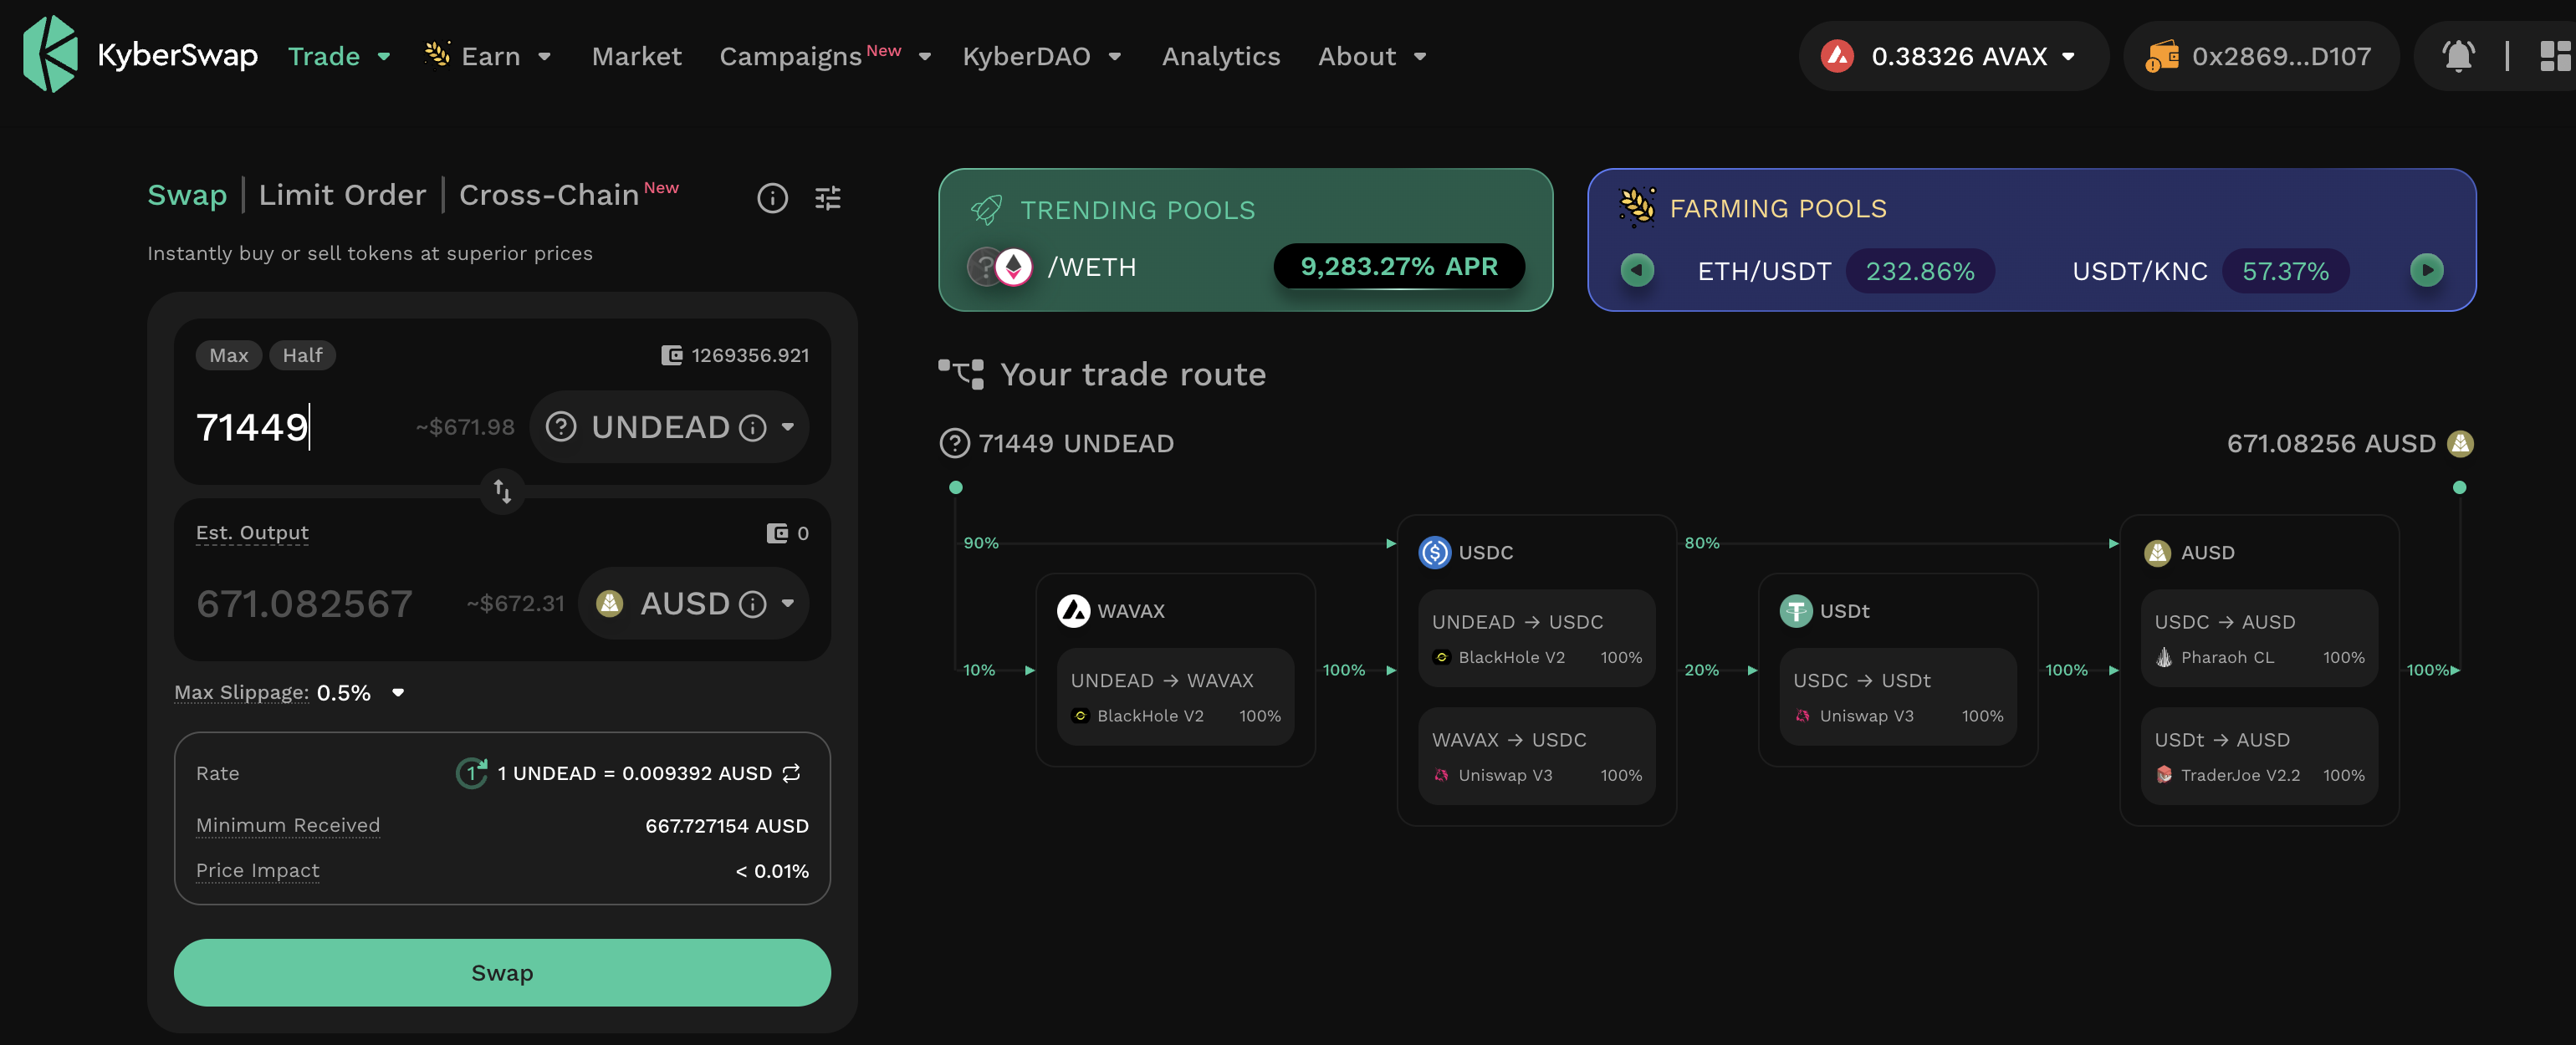 KyberSwap Trade Earn Market Campaigns New KyberDAO Analytics About 0.38326 AVAX 0x2869...D107
Swap | Limit Order | Cross-Chain New
Instantly buy or sell tokens at superior prices
Max Half 1269356.921
71449 ~$671.98 UNDEAD
Est. Output 0
671.082567 ~$672.31 AUSD
Max Slippage: 0.5%
Rate 1 1 UNDEAD = 0.009392 AUSD
Minimum Received 667.727154 AUSD
Price Impact < 0.01%
Swap
TRENDING POOLS
/WETH 9,283.27% APR
FARMING POOLS
ETH/USDT 232.86% USDT/KNC 57.37%
Your trade route
71449 UNDEAD 671.08256 AUSD
90%
10%
WAVAX
UNDEAD → WAVAX
BlackHole V2 100%
100%
USDC
UNDEAD → USDC
BlackHole V2 100%
WAVAX → USDC
Uniswap V3 100%
80%
20%
USDt
USDC → USDt
Uniswap V3 100%
100%
AUSD
USDC → AUSD
Pharaoh CL 100%
USDt → AUSD
TraderJoe V2.2 100%
100%